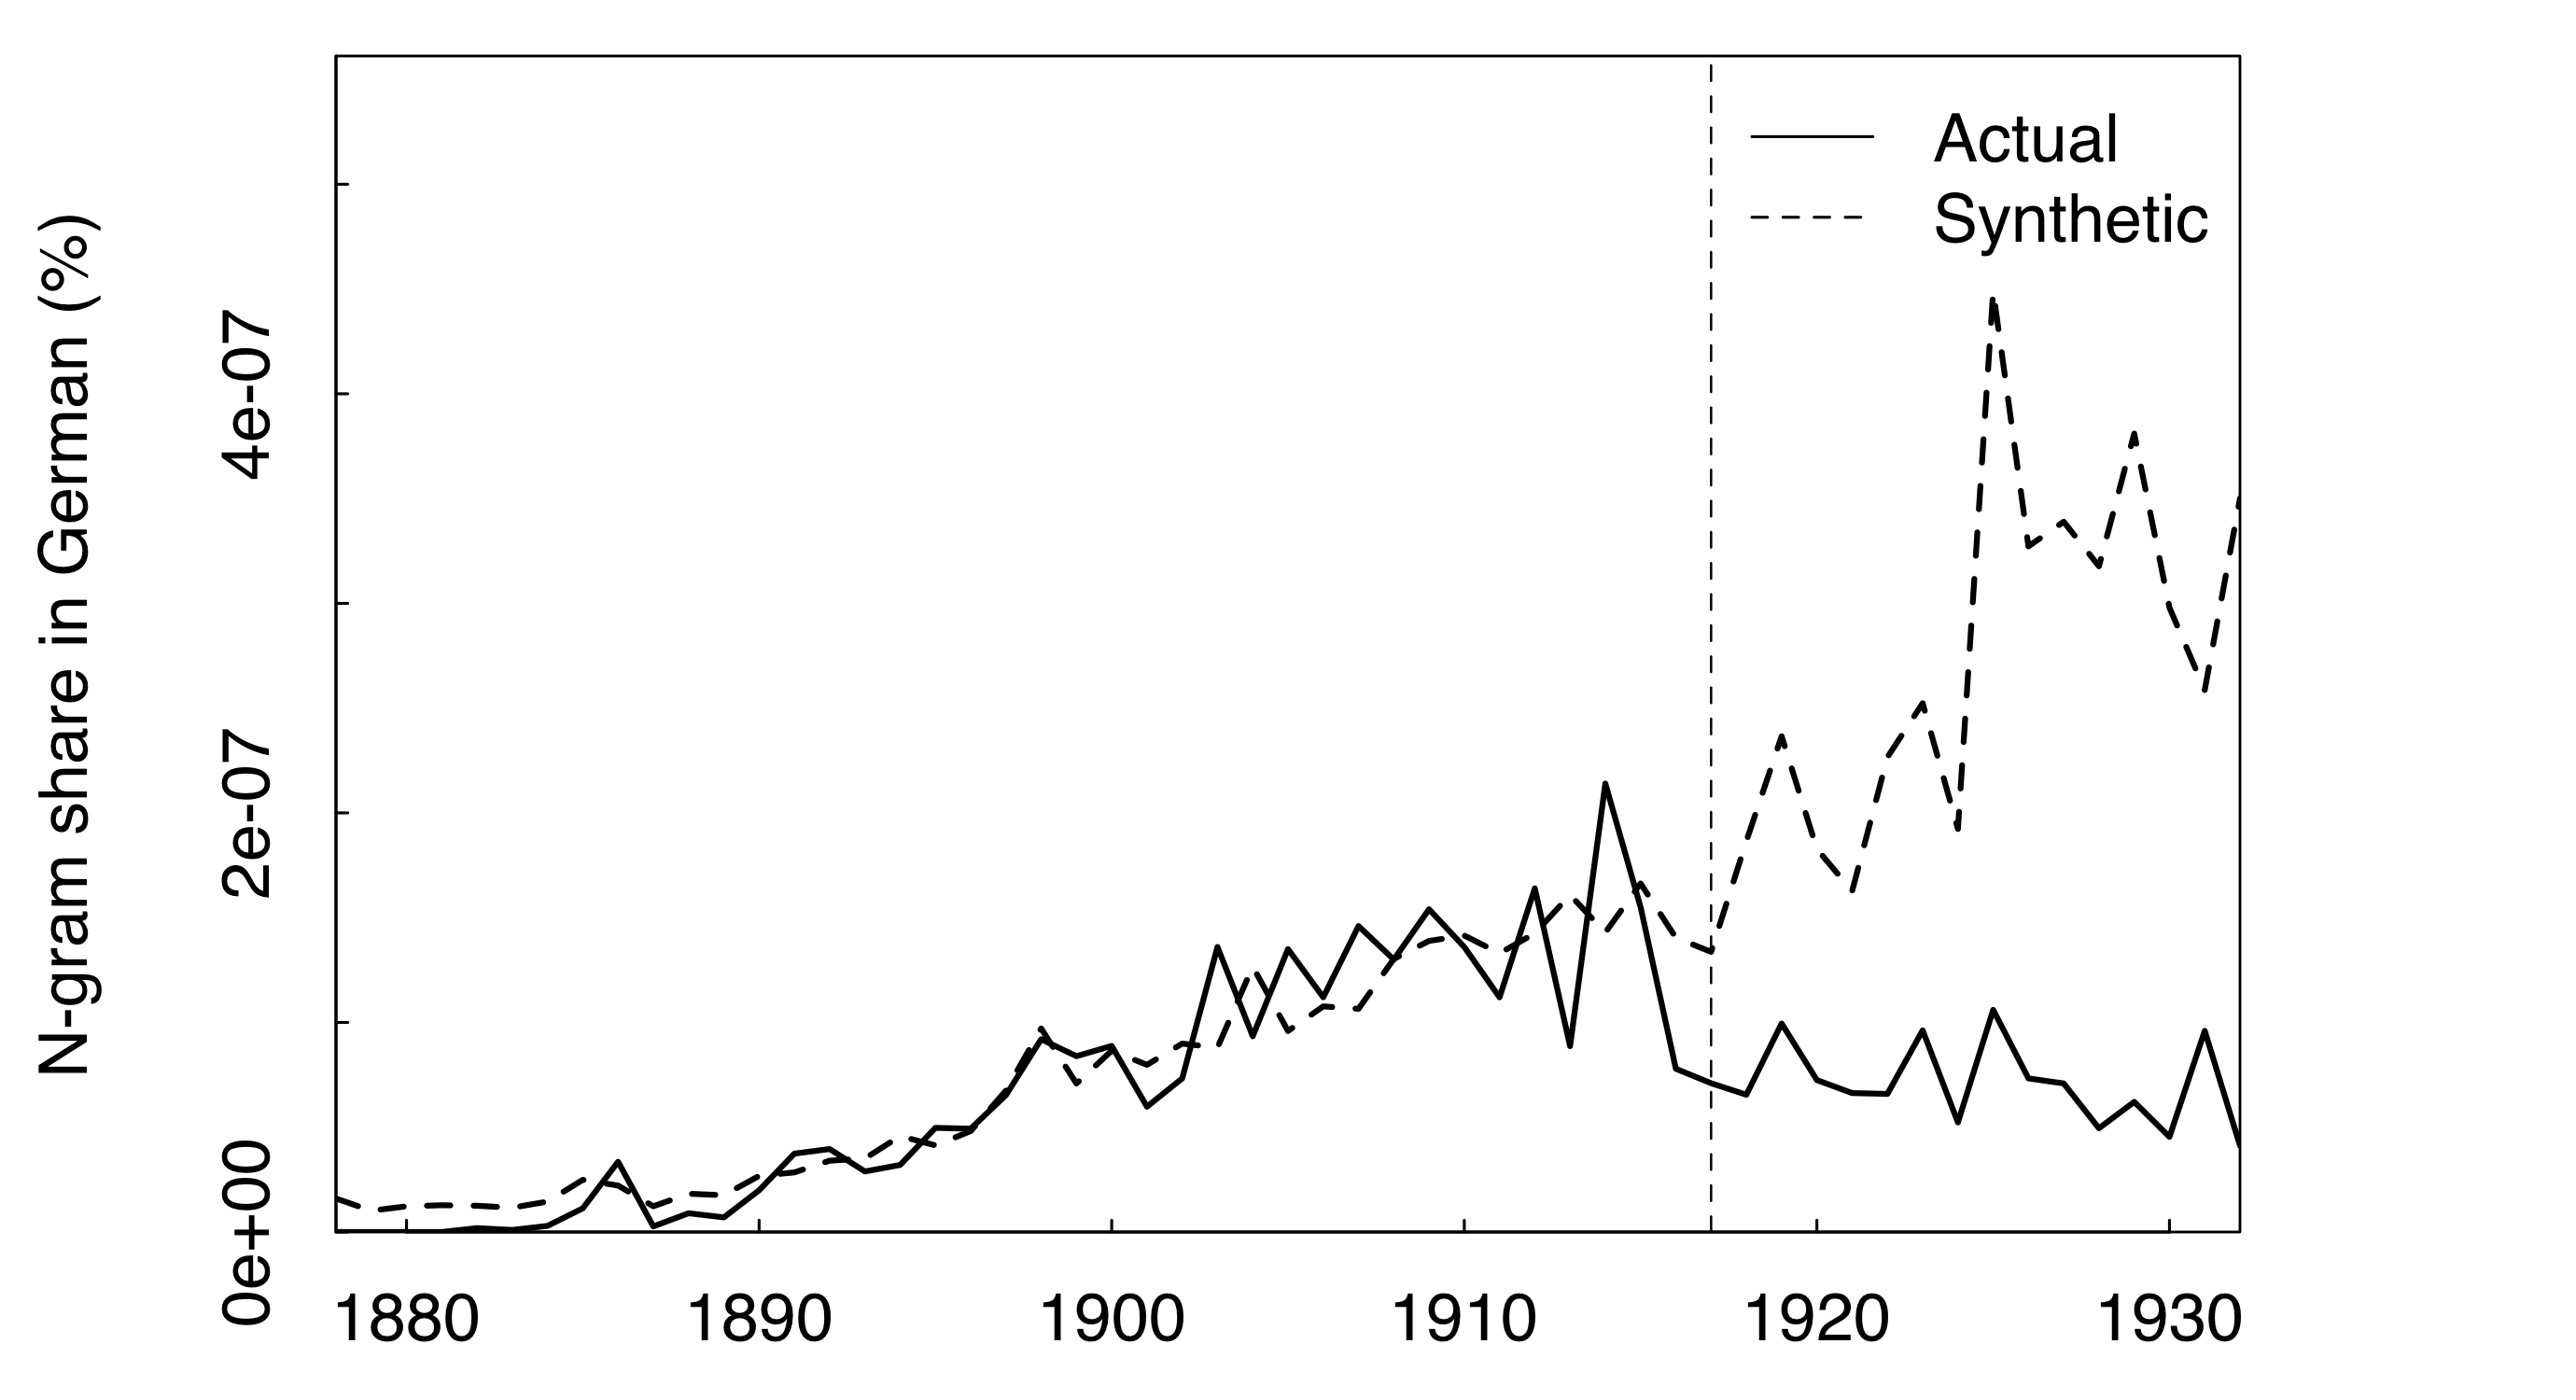 N-gram share in German (%)
4e-07
2e-07
0e+00
Actual
Synthetic
1880 1890 1900 1910 1920 1930